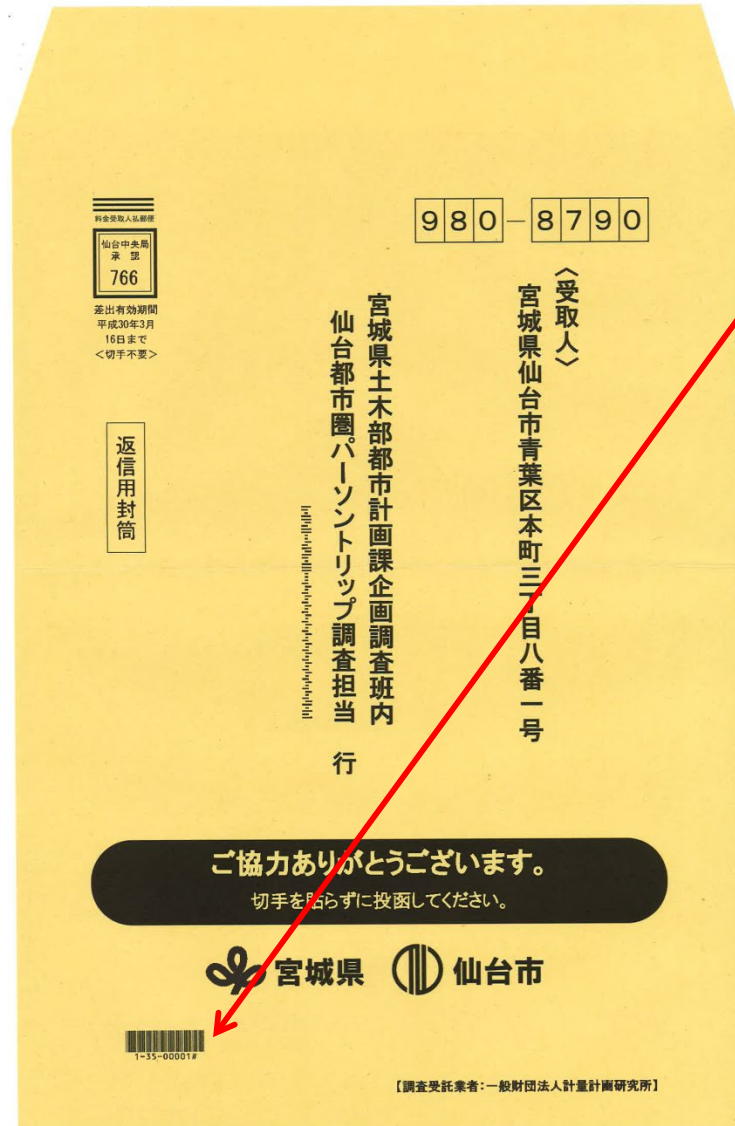 料金受取人払郵便
仙台中央局
承認
766
差出有効期間
平成30年3月
16日まで
<切手不要>
返信用封筒
980-8790
〈受取人〉
宮城県仙台市青葉区本町三丁目八番一号
宮城県土木部都市計画課企画調査班内
仙台都市圏パーソントリップ調査担当 行
ご協力ありがとうございます。
切手を貼らずに投函してください。
宮城県 仙台市
1-35-00001#
【調査受託業者:一般財団法人計量計画研究所】